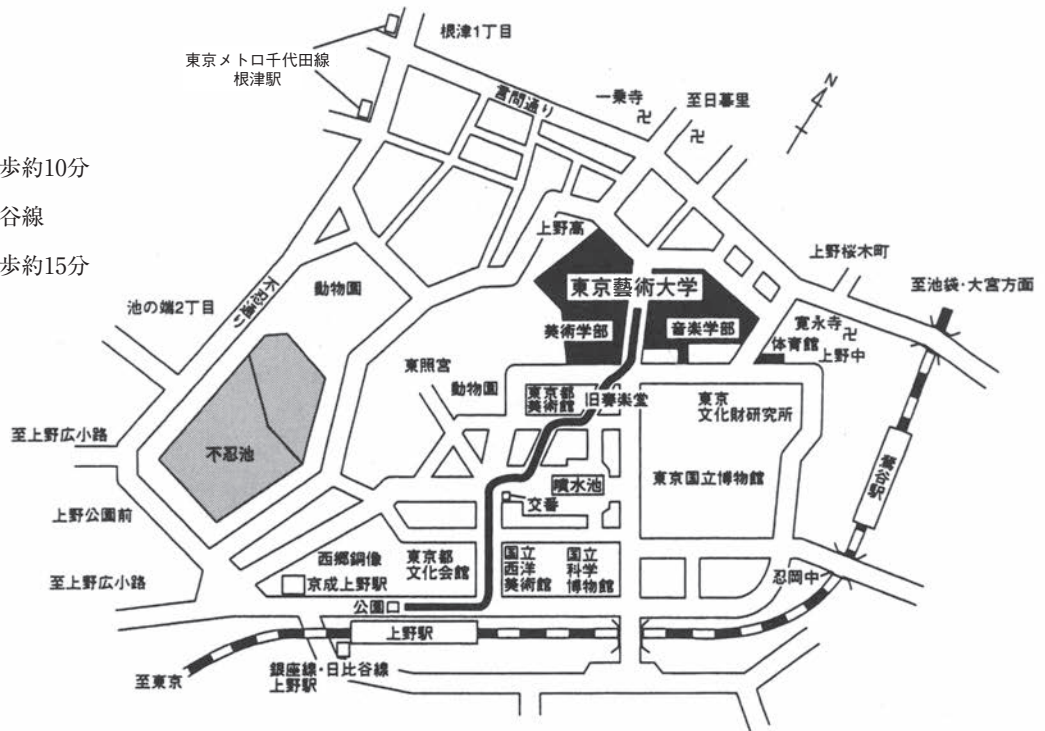 根津1丁目
東京メトロ千代田線
根津駅
言問通り
一乗寺
至日暮里
N
歩約10分
谷線
歩約15分
上野高
上野桜木町
東京藝術大学
至池袋・大宮方面
動物園
不忍通り
池の端2丁目
美術学部
音楽学部
寛永寺
体育館
上野中
東照宮
動物園
東京都
美術館
旧奏楽堂
東京
文化財研究所
至上野広小路
不忍池
噴水池
東京国立博物館
鶯谷駅
交番
上野公園前
西郷銅像
東京都
文化会館
国立
西洋
美術館
国立
科学
博物館
忍岡中
至上野広小路
京成上野駅
公園口
上野駅
銀座線・日比谷線
上野駅
至東京